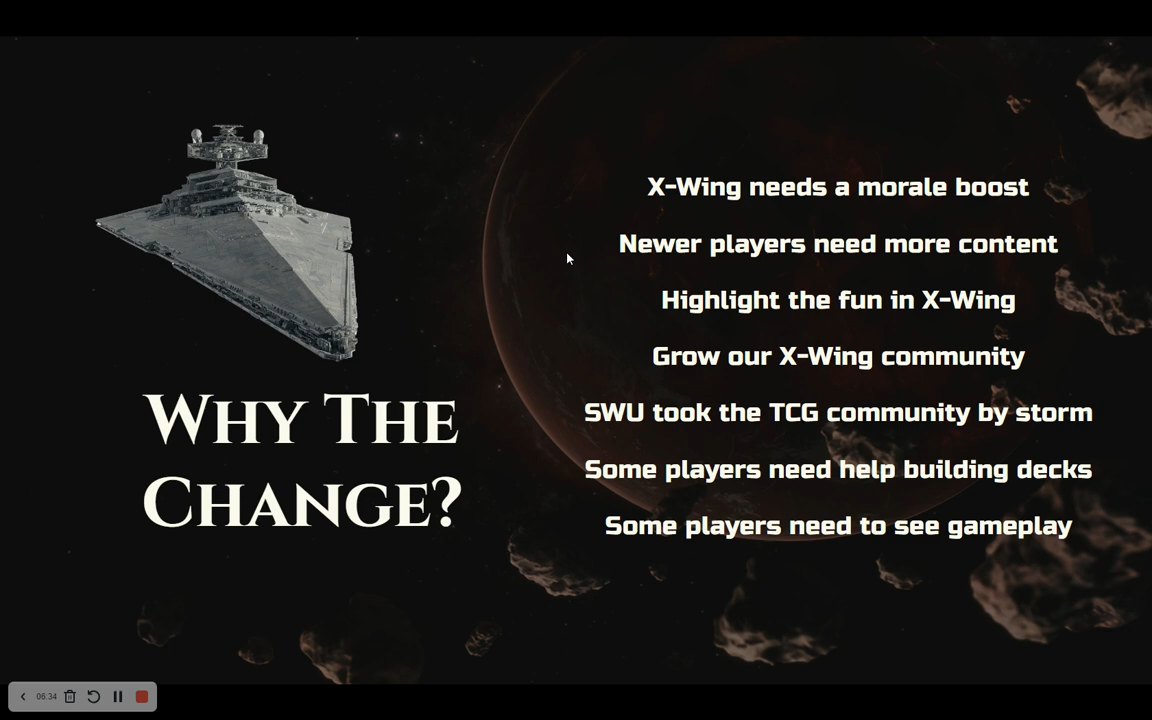 Why The
Change?
X-Wing needs a morale boost
Newer players need more content
Highlight the fun in X-Wing
Grow our X-Wing community
SWU took the TCG community by storm
Some players need help building decks
Some players need to see gameplay
06:34